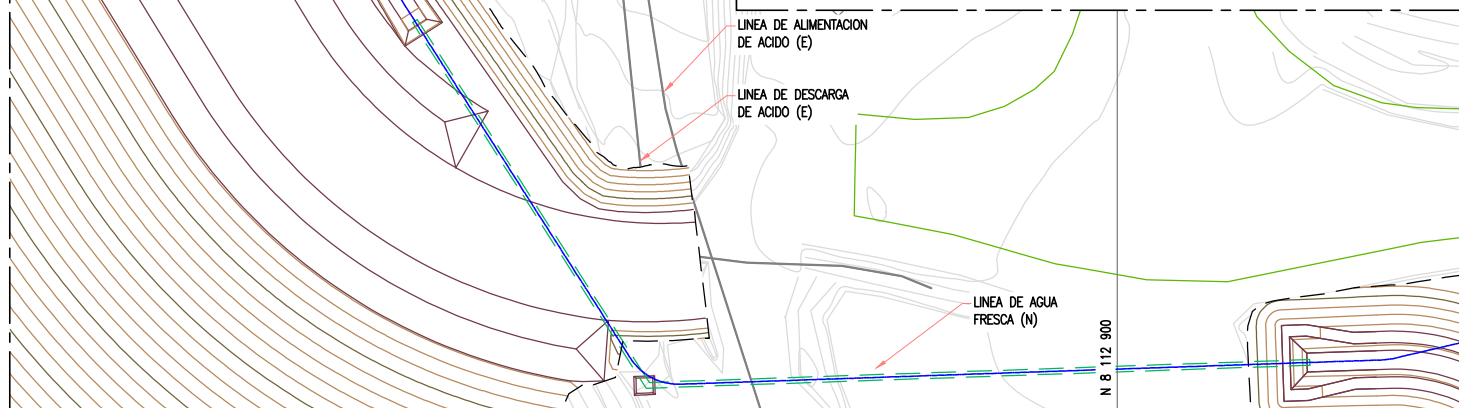 LINEA DE ALIMENTACION
DE ACIDO (E)
LINEA DE DESCARGA
DE ACIDO (E)
LINEA DE AGUA
FRESCA (N)
N 8 112 900